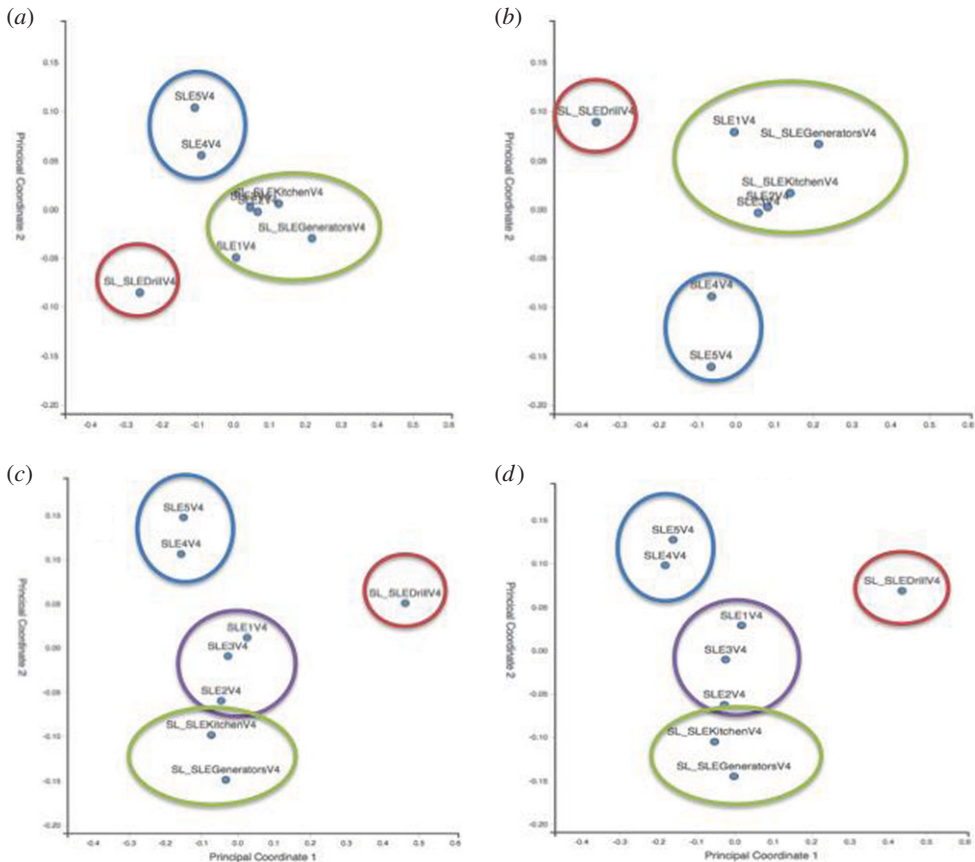 (a)
Principal Coordinate 2
0.15
0.10
0.05
0.00
-0.05
-0.10
-0.15
-0.20
SLE5V4
SLE4V4
SL_SLEKitchenV4
SL_SLEGeneratorsV4
SLE1V4
SL_SLEDrillV4
-0.4 -0.3 -0.2 -0.1 0.0 0.1 0.2 0.3 0.4 0.5 0.6
(b)
Principal Coordinate 2
0.15
0.10
0.05
0.00
-0.05
-0.10
-0.15
-0.20
SL_SLEDrillV4
SLE1V4
SL_SLEGeneratorsV4
SL_SLEKitchenV4
SLE2V4
SLE3V4
SLE4V4
SLE5V4
-0.4 -0.3 -0.2 -0.1 0.0 0.1 0.2 0.3 0.4 0.5 0.6
(c)
Principal Coordinate 2
0.15
0.10
0.05
0.00
-0.05
-0.10
-0.15
-0.20
SLE5V4
SLE4V4
SL_SLEDrillV4
SLE1V4
SLE3V4
SLE2V4
SL_SLEKitchenV4
SL_SLEGeneratorsV4
-0.4 -0.3 -0.2 -0.1 0.0 0.1 0.2 0.3 0.4 0.5 0.6
Principal Coordinate 1
(d)
Principal Coordinate 2
0.15
0.10
0.05
0.00
-0.05
-0.10
-0.15
-0.20
SLE5V4
SLE4V4
SL_SLEDrillV4
SLE1V4
SLE3V4
SLE2V4
SL_SLEKitchenV4
SL_SLEGeneratorsV4
-0.4 -0.3 -0.2 -0.1 0.0 0.1 0.2 0.3 0.4 0.5 0.6
Principal Coordinate 1